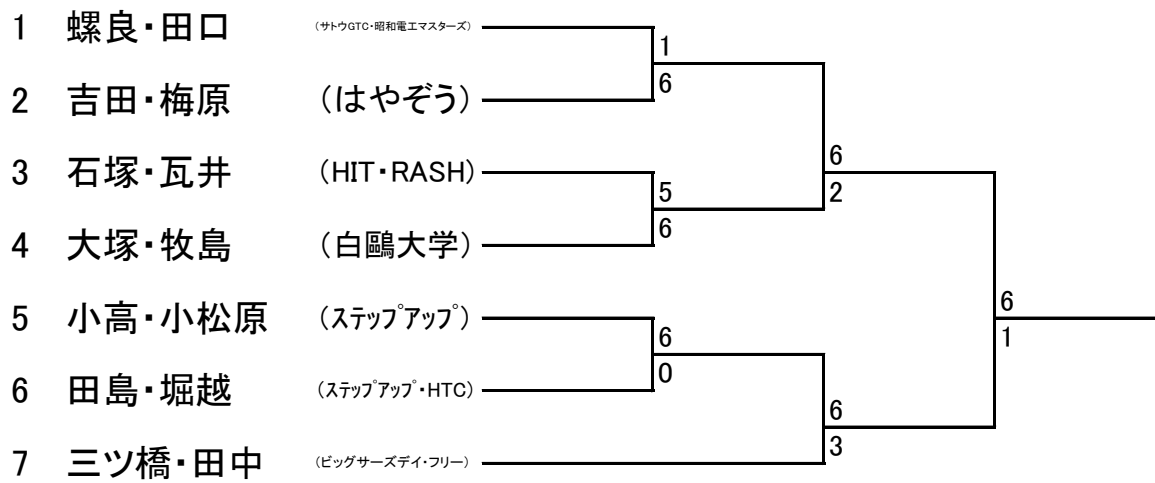 1 螺良・田口 (サトウGTC・昭和電工マスターズ)
1
6
2 吉田・梅原 (はやぞう)
6
2
3 石塚・瓦井 (HIT・RASH)
5
6
4 大塚・牧島 (白鷗大学)
6
1
5 小高・小松原 (ステップアップ)
6
0
6 田島・堀越 (ステップアップ・HTC)
6
3
7 三ツ橋・田中 (ビッグサーズデイ・フリー)